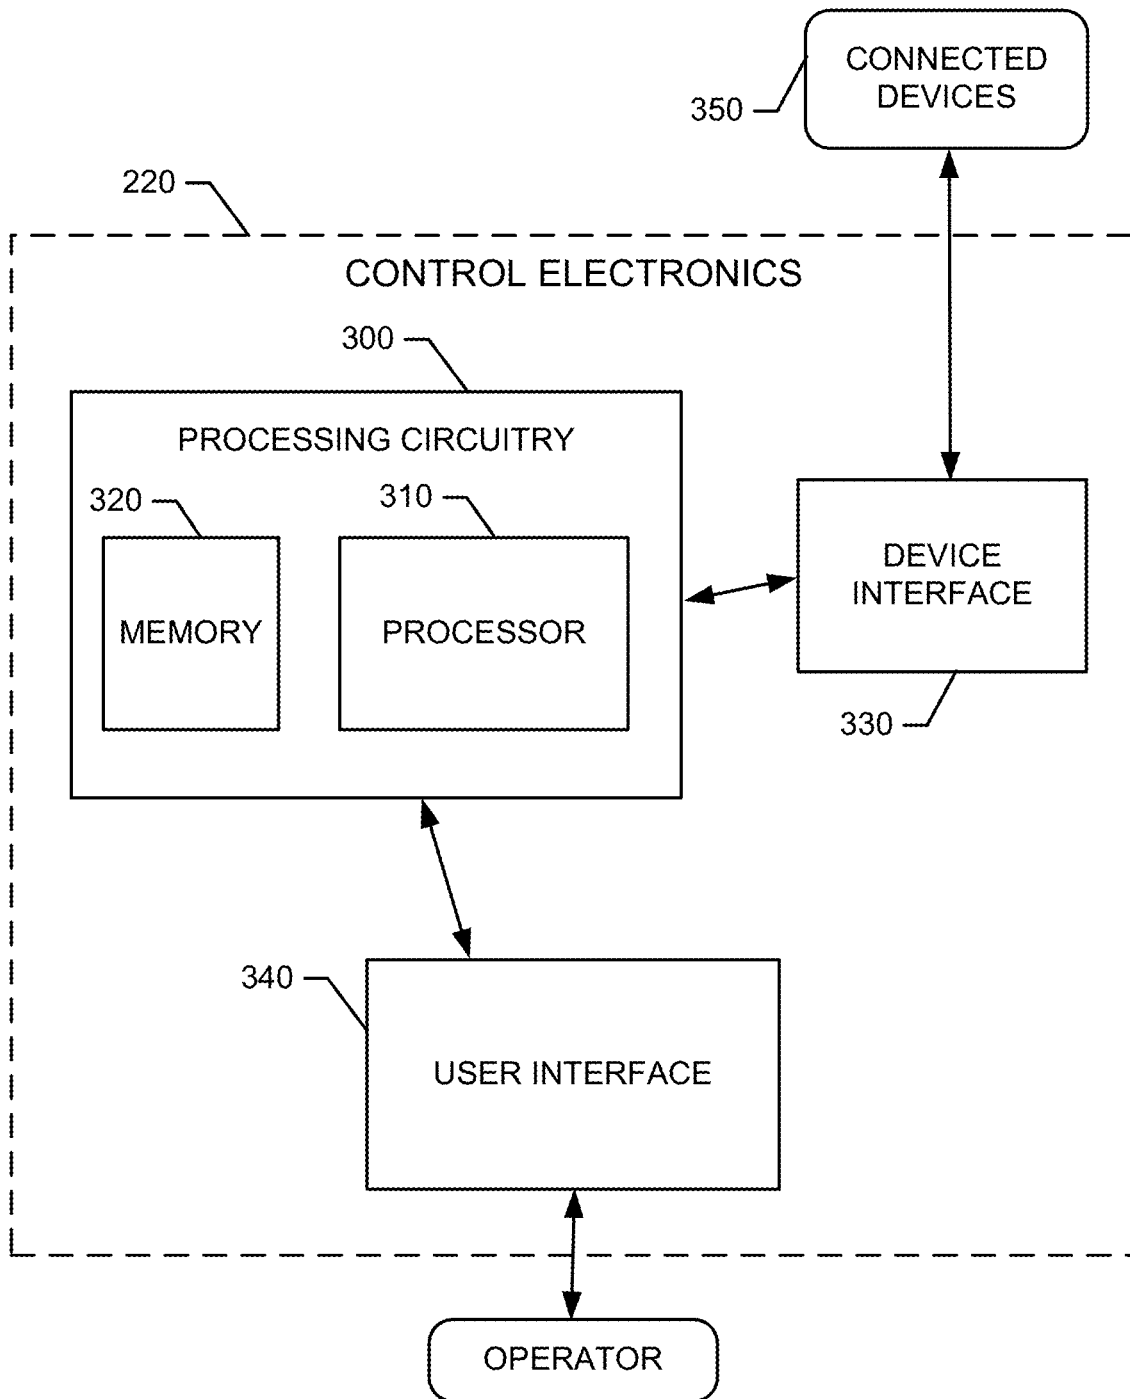 CONNECTED
DEVICES
350
220
CONTROL ELECTRONICS
300
PROCESSING CIRCUITRY
320
310
MEMORY
PROCESSOR
DEVICE
INTERFACE
330
340
USER INTERFACE
OPERATOR